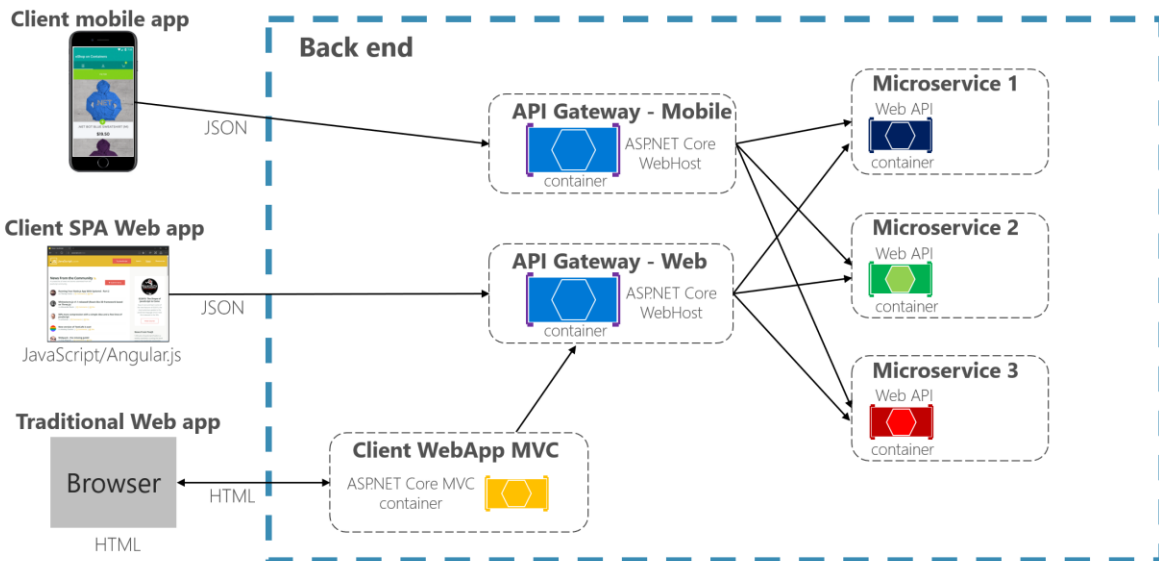 Client mobile app
Back end
JSON
API Gateway - Mobile
ASP.NET Core
WebHost
container
Microservice 1
Web API
container
Client SPA Web app
JSON
JavaScript/Angular.js
API Gateway - Web
ASP.NET Core
WebHost
container
Microservice 2
Web API
container
Traditional Web app
Browser
HTML
HTML
Client WebApp MVC
ASP.NET Core MVC
container
Microservice 3
Web API
container